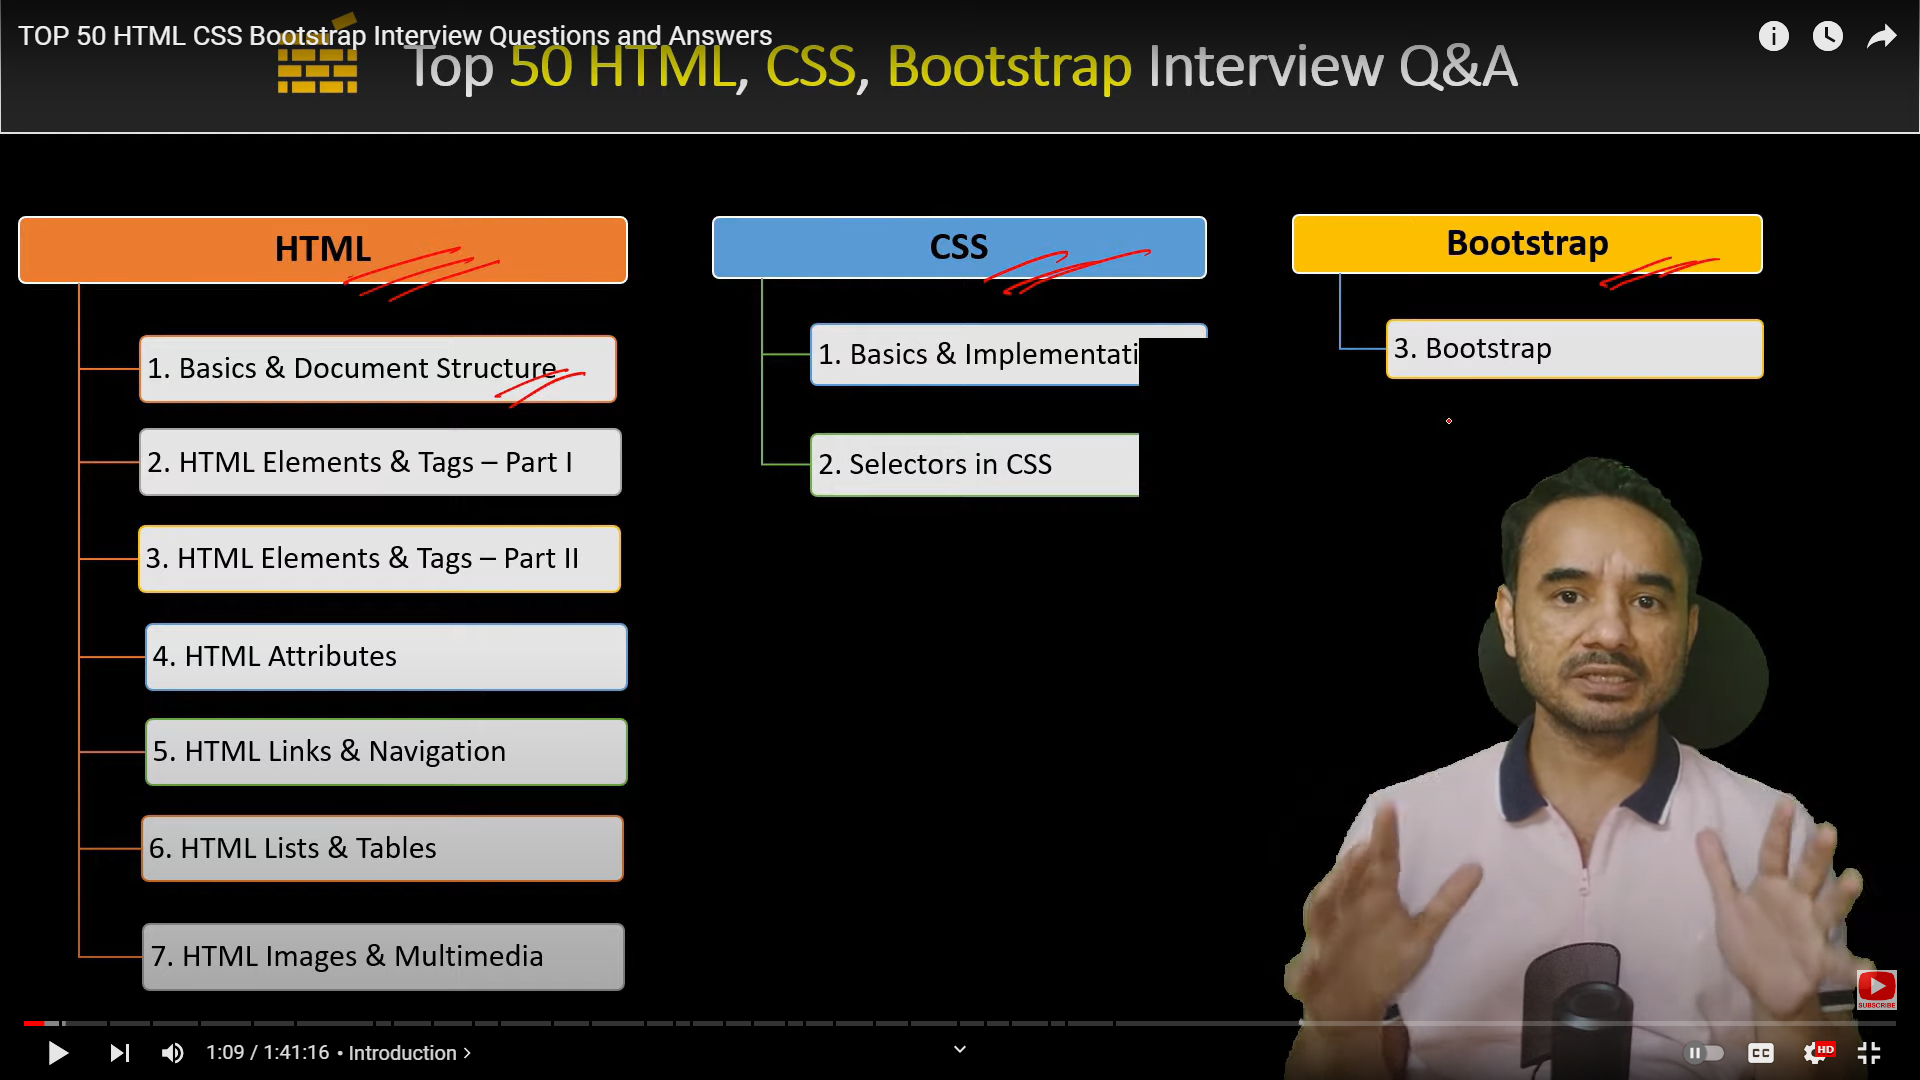 TOP 50 HTML CSS Bootstrap Interview Questions and Answers
Top 50 HTML, CSS, Bootstrap Interview Q&A
HTML
1. Basics & Document Structure
2. HTML Elements & Tags – Part I
3. HTML Elements & Tags – Part II
4. HTML Attributes
5. HTML Links & Navigation
6. HTML Lists & Tables
7. HTML Images & Multimedia
CSS
1. Basics & Implementati
2. Selectors in CSS
Bootstrap
3. Bootstrap
SUBSCRIBE
1:09 / 1:41:16 • Introduction
CC
HD